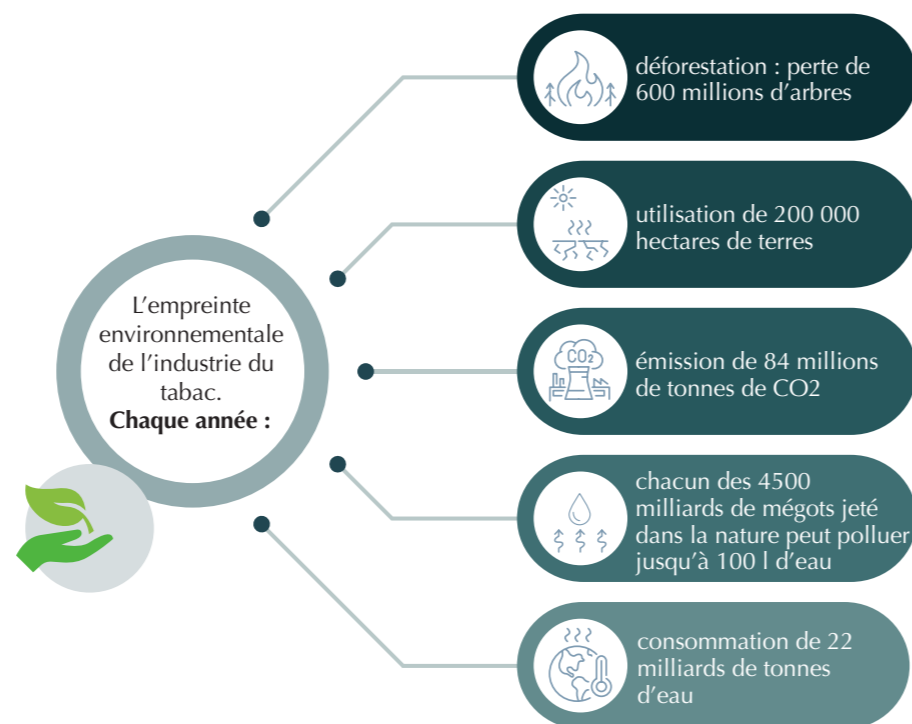 L'empreinte
environnementale
de l'industrie du
tabac.
Chaque année :
déforestation : perte de
600 millions d'arbres
utilisation de 200 000
hectares de terres
CO2
émission de 84 millions
de tonnes de CO2
chacun des 4500
milliards de mégots jeté
dans la nature peut polluer
jusqu'à 100 l d'eau
consommation de 22
milliards de tonnes
d'eau